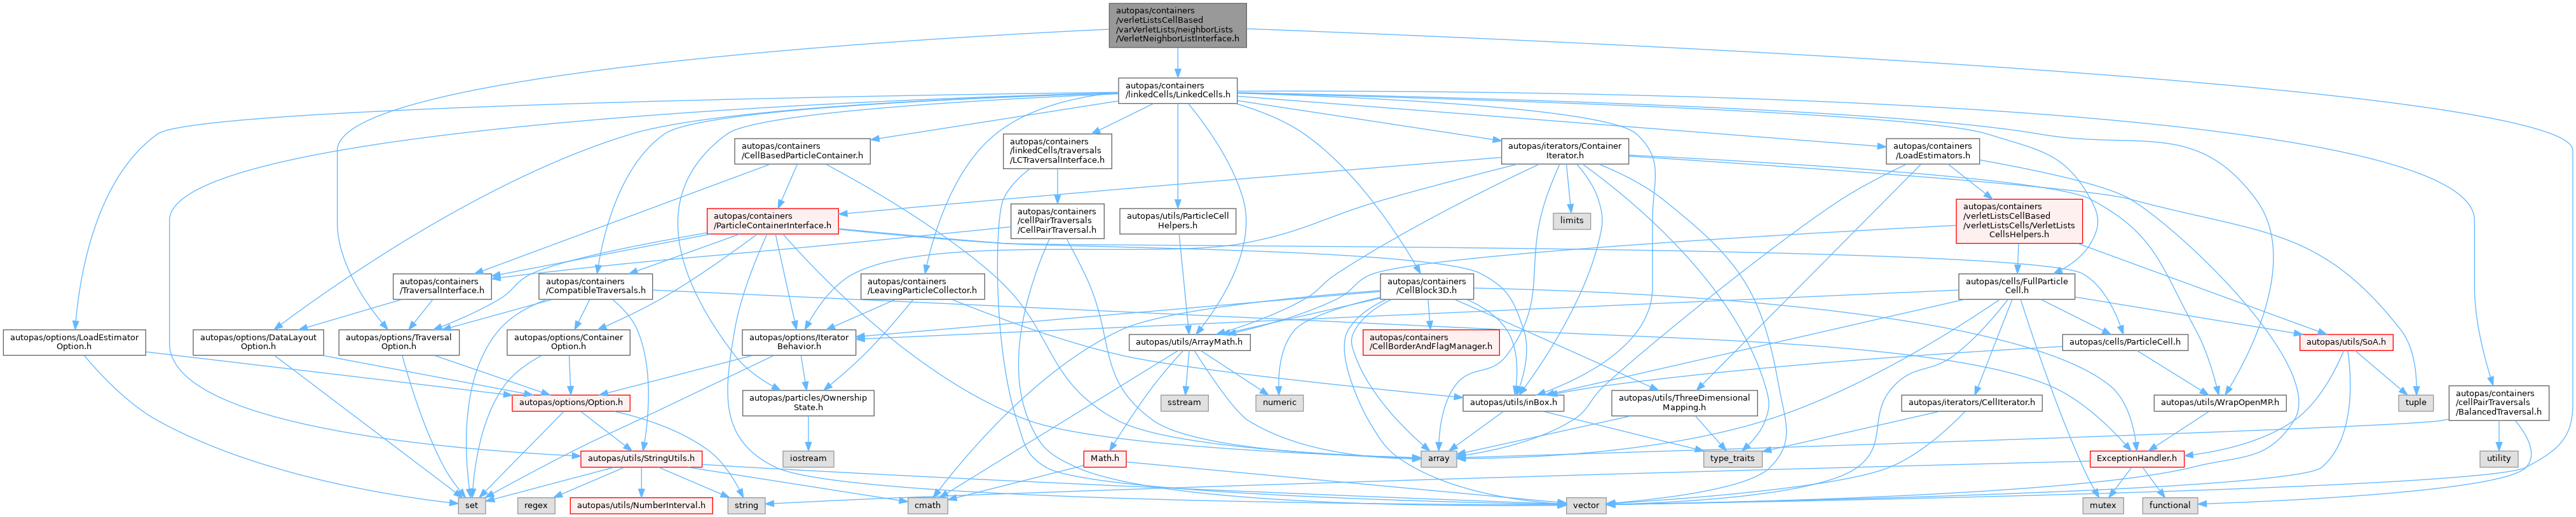 autopas/containers
/verletListsCellBased
/varVerletLists/neighborLists
/VerletNeighborListInterface.h
autopas/containers
/linkedCells/LinkedCells.h
autopas/containers
/CellBasedParticleContainer.h
autopas/containers
/linkedCells/traversals
/LCTraversalInterface.h
autopas/iterators/Container
Iterator.h
autopas/containers
/LoadEstimators.h
autopas/containers
/ParticleContainerInterface.h
autopas/containers
/cellPairTraversals
/CellPairTraversal.h
autopas/utils/ParticleCell
Helpers.h
limits
autopas/containers
/verletListsCellBased
/verletListsCells/VerletLists
CellsHelpers.h
autopas/containers
/TraversalInterface.h
autopas/containers
/CompatibleTraversals.h
autopas/containers
/LeavingParticleCollector.h
autopas/containers
/CellBlock3D.h
autopas/cells/FullParticle
Cell.h
autopas/options/LoadEstimator
Option.h
autopas/options/DataLayout
Option.h
autopas/options/Traversal
Option.h
autopas/options/Container
Option.h
autopas/options/Iterator
Behavior.h
autopas/utils/ArrayMath.h
autopas/containers
/CellBorderAndFlagManager.h
autopas/cells/ParticleCell.h
autopas/utils/SoA.h
autopas/options/Option.h
autopas/particles/Ownership
State.h
sstream
numeric
autopas/utils/inBox.h
autopas/utils/ThreeDimensional
Mapping.h
autopas/iterators/CellIterator.h
autopas/utils/WrapOpenMP.h
tuple
autopas/containers
/cellPairTraversals
/BalancedTraversal.h
autopas/utils/StringUtils.h
iostream
Math.h
array
type_traits
ExceptionHandler.h
utility
set
regex
autopas/utils/NumberInterval.h
string
cmath
vector
mutex
functional